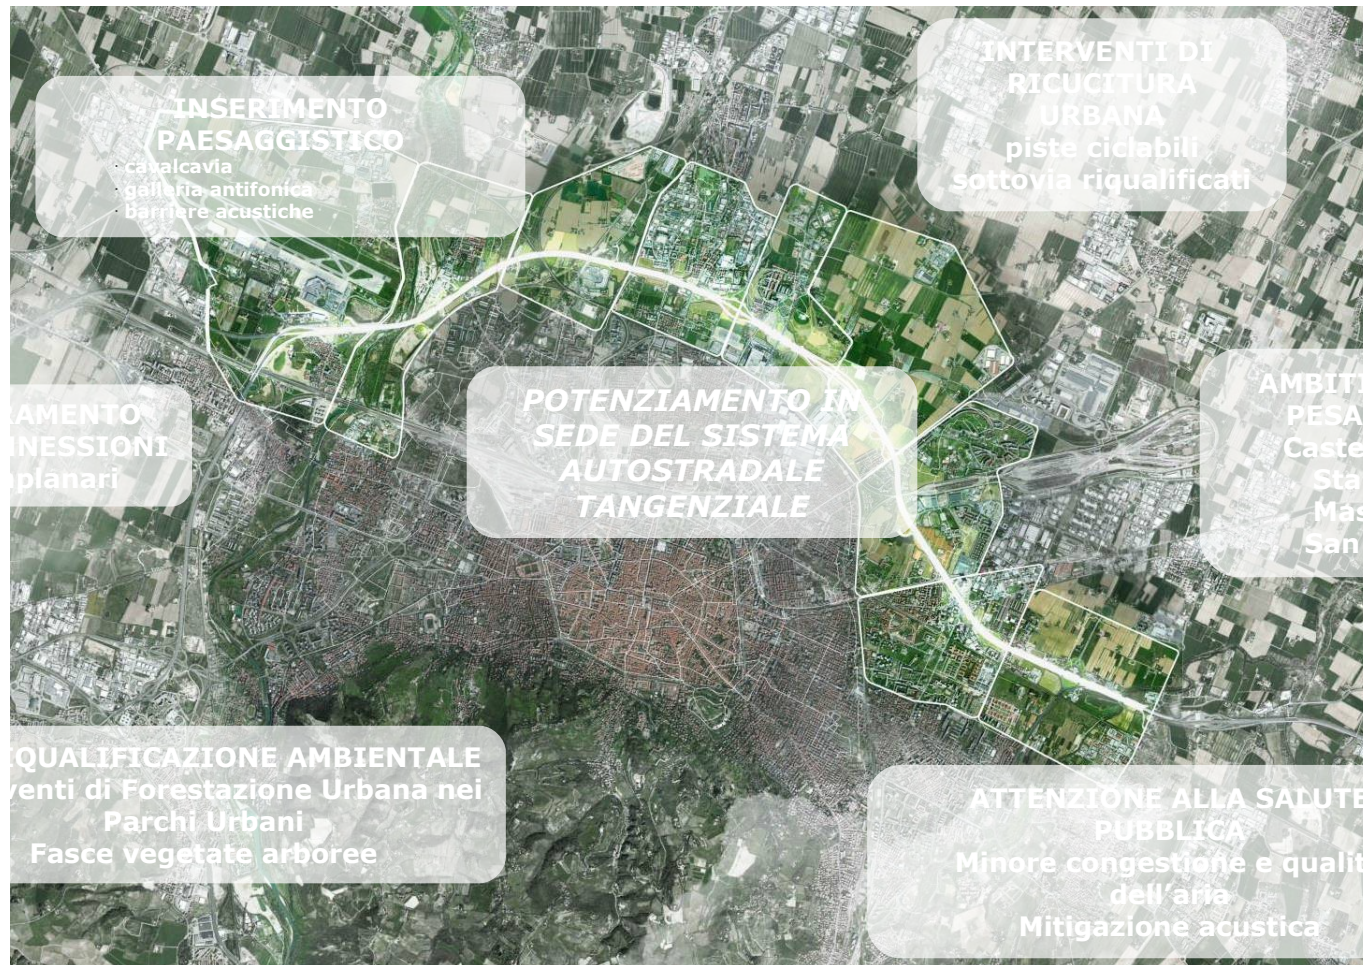 INSERIMENTO
PAESAGGISTICO
· cavalcavia
· galleria antifonica
· barriere acustiche
INTERVENTI DI
RICUCITURA
URBANA
piste ciclabili
sottovia riqualificati
RAMENTO
NNESSIONI
planari
POTENZIAMENTO IN
SEDE DEL SISTEMA
AUTOSTRADALE
TANGENZIALE
AMBITI
PESA
Caste
Sta
Mas
San
QUALIFICAZIONE AMBIENTALE
venti di Forestazione Urbana nei
Parchi Urbani
Fasce vegetate arboree
ATTENZIONE ALLA SALUTE
PUBBLICA
Minore congestione e qualit
dell'aria
Mitigazione acustica